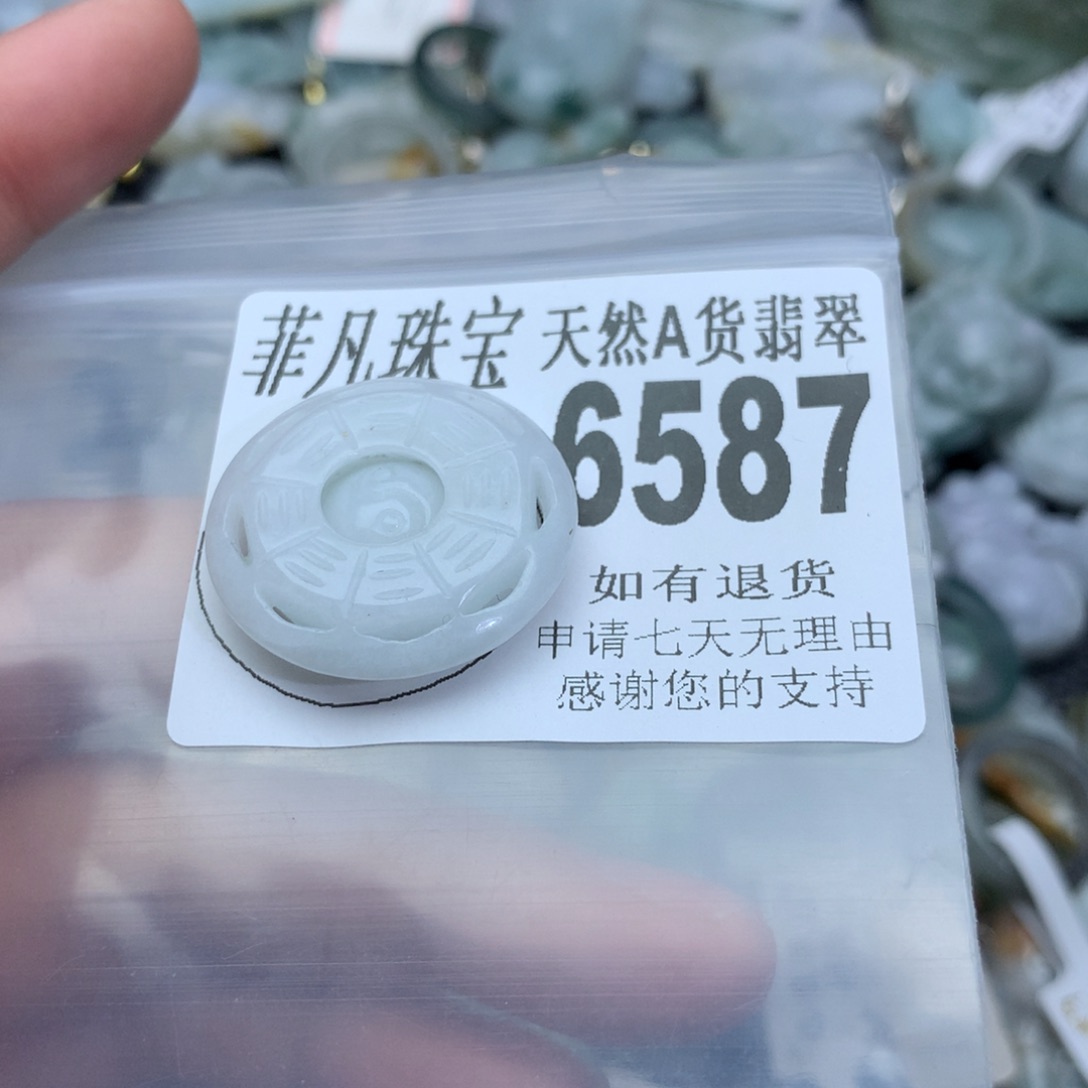 菲凡珠宝 天然A货翡翠
6587
如有退货
申请七天无理由
感谢您的支持